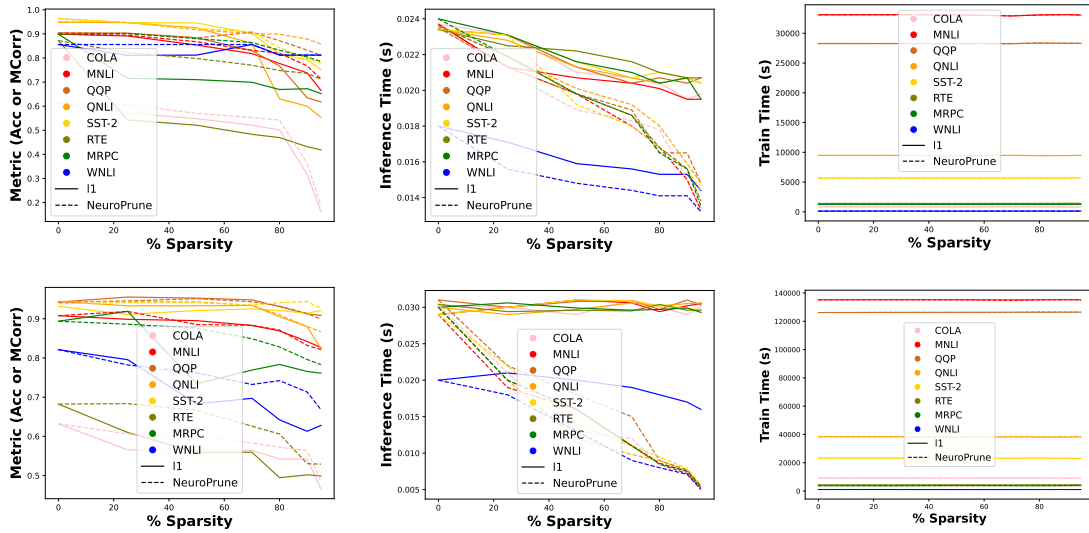 Metric (Acc or MCorr)
1.0
0.9
0.8
0.7
0.6
0.5
0.4
0.3
0.2
COLA
MNLI
QQP
QNLI
SST-2
RTE
MRPC
WNLI
l1
NeuroPrune
0 20 40 60 80
% Sparsity
Inference Time (s)
0.024
0.022
0.020
0.018
0.016
0.014
COLA
MNLI
QQP
QNLI
SST-2
RTE
MRPC
WNLI
l1
NeuroPrune
0 20 40 60 80
% Sparsity
Train Time (s)
30000
25000
20000
15000
10000
5000
0
COLA
MNLI
QQP
QNLI
SST-2
RTE
MRPC
WNLI
l1
NeuroPrune
0 20 40 60 80
% Sparsity
Metric (Acc or MCorr)
0.9
0.8
0.7
0.6
0.5
COLA
MNLI
QQP
QNLI
SST-2
RTE
MRPC
WNLI
l1
NeuroPrune
0 20 40 60 80
% Sparsity
Inference Time (s)
0.030
0.025
0.020
0.015
0.010
0.005
COLA
MNLI
QQP
QNLI
SST-2
RTE
MRPC
WNLI
l1
NeuroPrune
0 20 40 60 80
% Sparsity
Train Time (s)
140000
120000
100000
80000
60000
40000
20000
0
COLA
MNLI
QQP
QNLI
SST-2
RTE
MRPC
WNLI
l1
NeuroPrune
0 20 40 60 80
% Sparsity